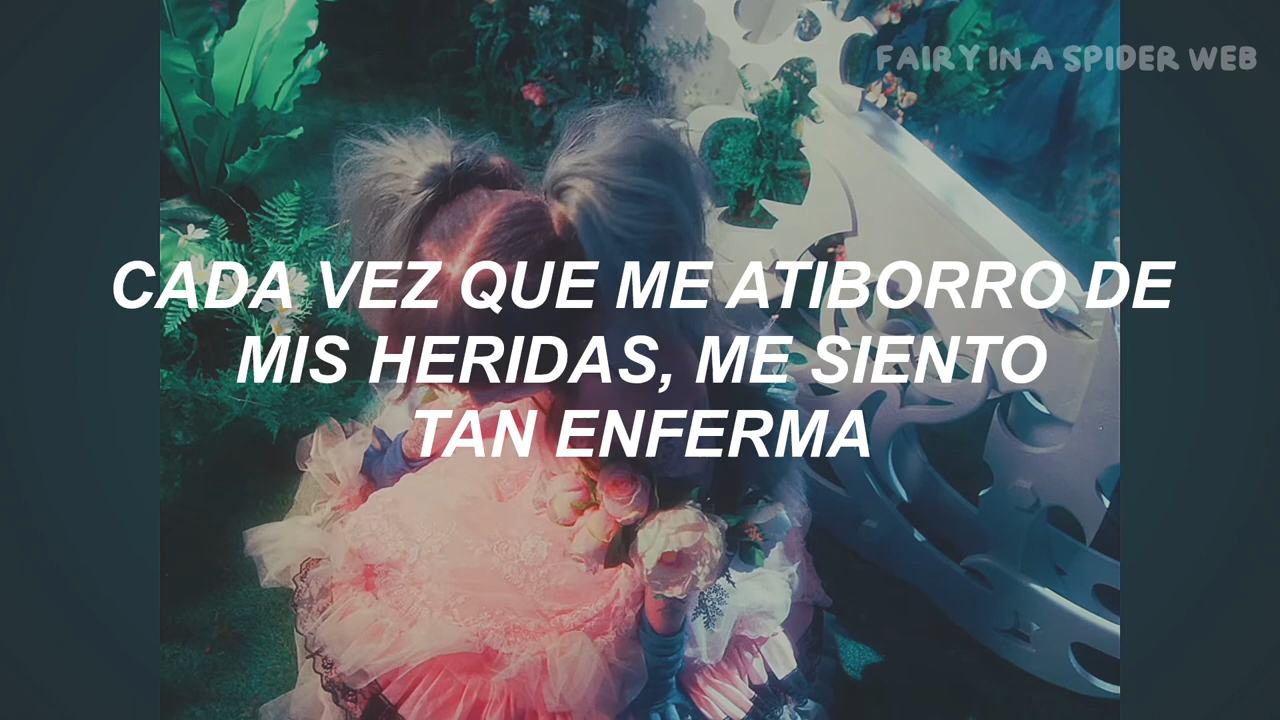 FAIRY IN A SPIDER WEB
CADA VEZ QUE ME ATIBORRO DE
MIS HERIDAS, ME SIENTO
TAN ENFERMA